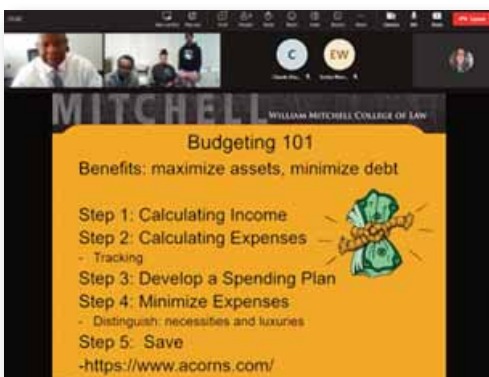 Leave
C
EW
MITCHELL
WILLIAM MITCHELL COLLEGE OF LAW
Budgeting 101
Benefits: maximize assets, minimize debt
Step 1: Calculating Income
Step 2: Calculating Expenses
- Tracking
Step 3: Develop a Spending Plan
Step 4: Minimize Expenses
- Distinguish: necessities and luxuries
Step 5: Save
-https://www.acorns.com/